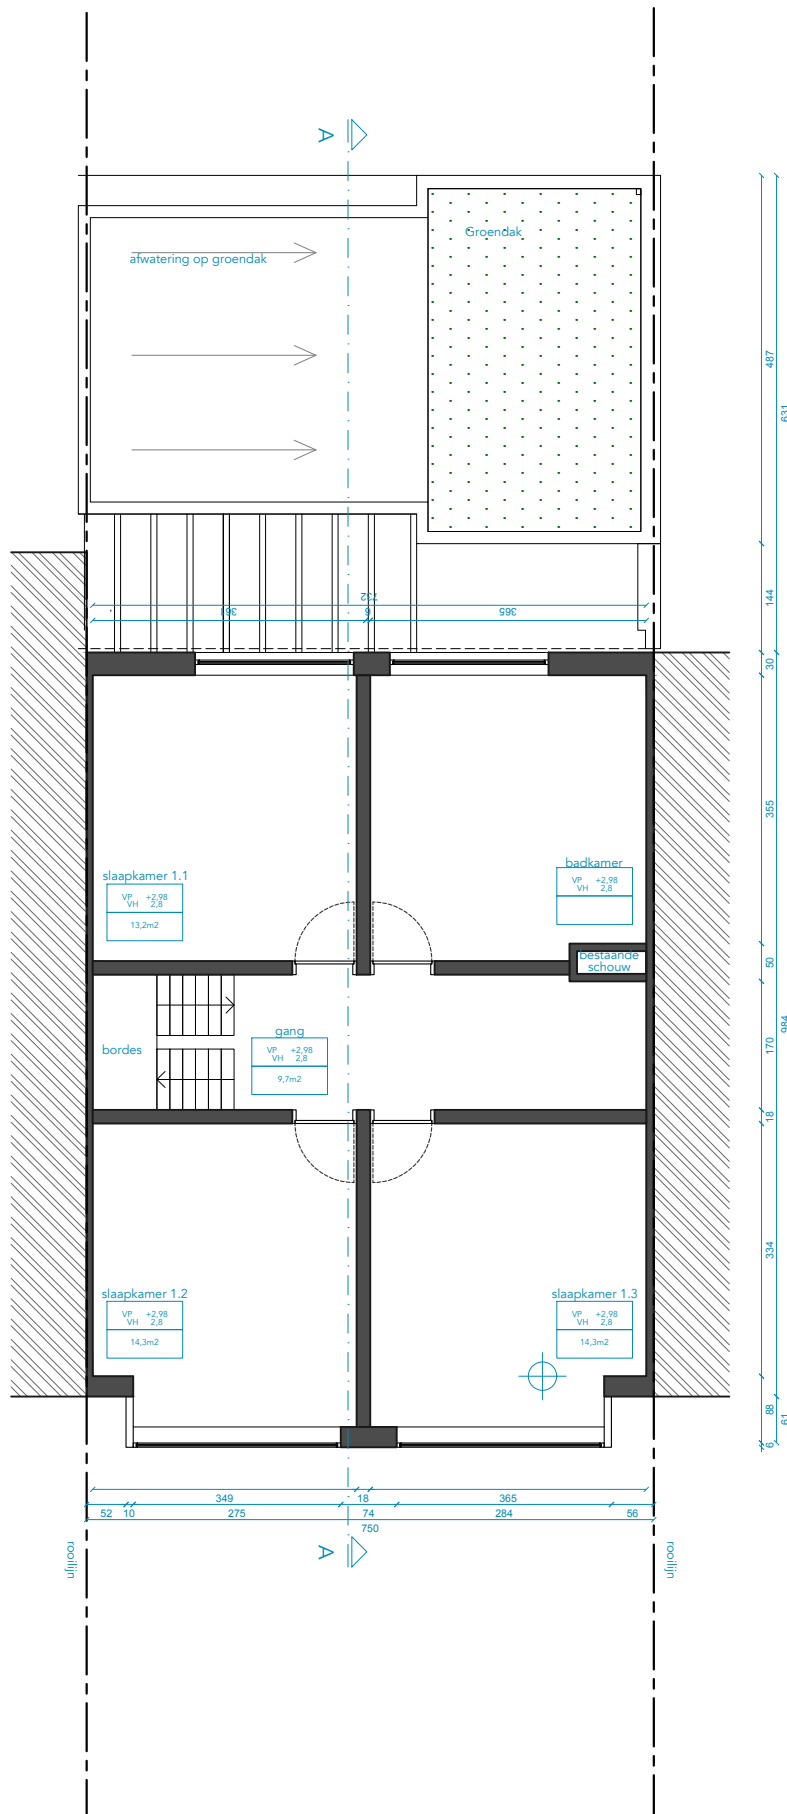 A
Groendak
afwatering op groendak
487
631
144
732
361
6
365
30
355
badkamer
VP +2,98
VH 2,8
slaapkamer 1.1
VP +2,98
VH 2,8
13,2m2
bestaande
schouw
50
984
gang
VP +2,98
VH 2,8
9,7m2
bordes
170
18
334
slaapkamer 1.2
VP +2,98
VH 2,8
14,3m2
slaapkamer 1.3
VP +2,98
VH 2,8
14,3m2
88
61
6
349
18
365
52
10
275
74
284
56
750
A
rooilijn
rooilijn